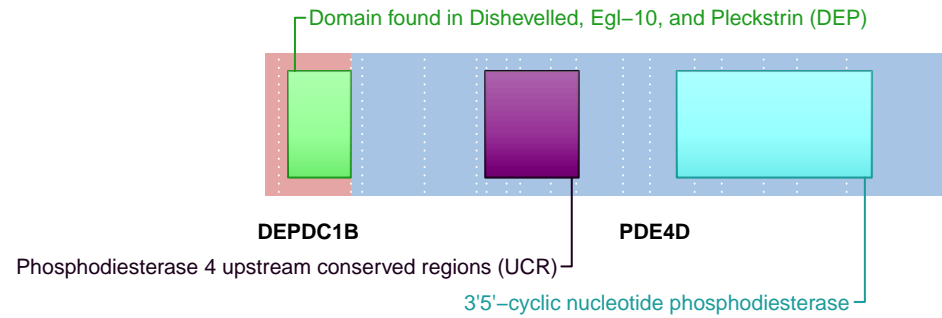 Domain found in Dishevelled, Egl−10, and Pleckstrin (DEP)
DEPDC1B PDE4D
Phosphodiesterase 4 upstream conserved regions (UCR)
3'5'−cyclic nucleotide phosphodiesterase